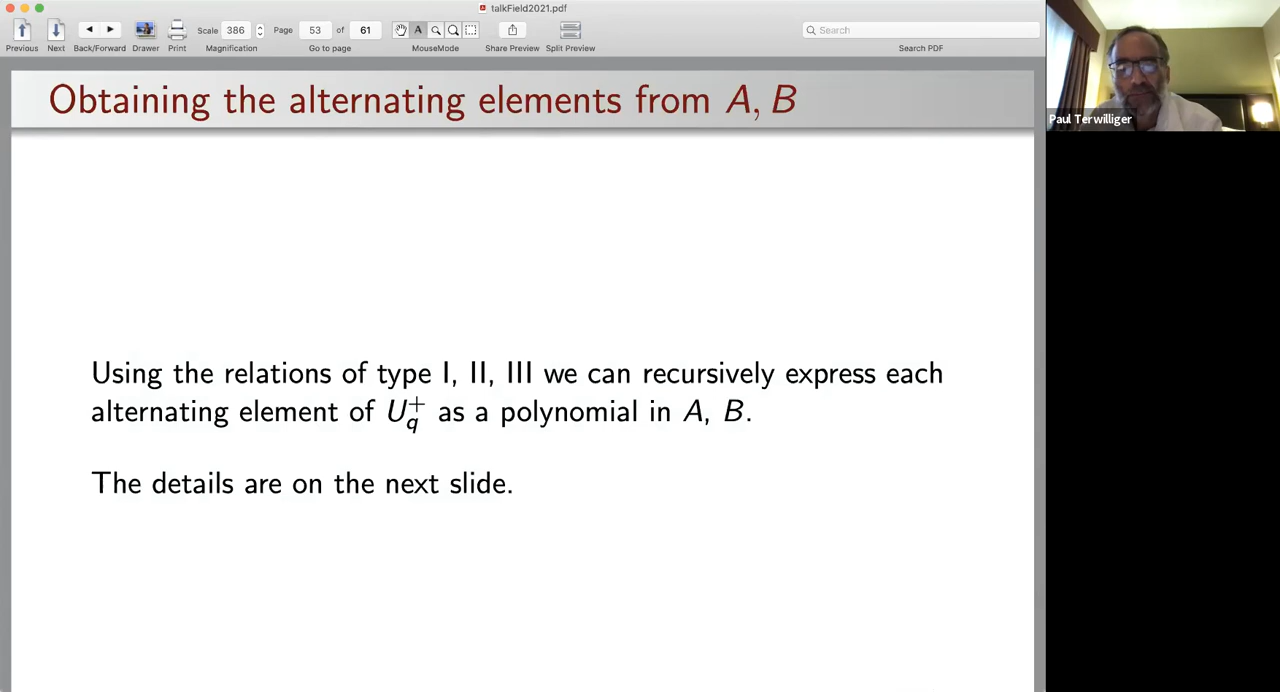 talkField2021.pdf
Previous Next Back/Forward Drawer Print Scale 386 Magnification Page 53 of 61 Go to page A MouseMode Share Preview Split Preview Search Search PDF
Obtaining the alternating elements from A, B
Paul Terwilliger
Using the relations of type I, II, III we can recursively express each
alternating element of U_q^+ as a polynomial in A, B.
The details are on the next slide.